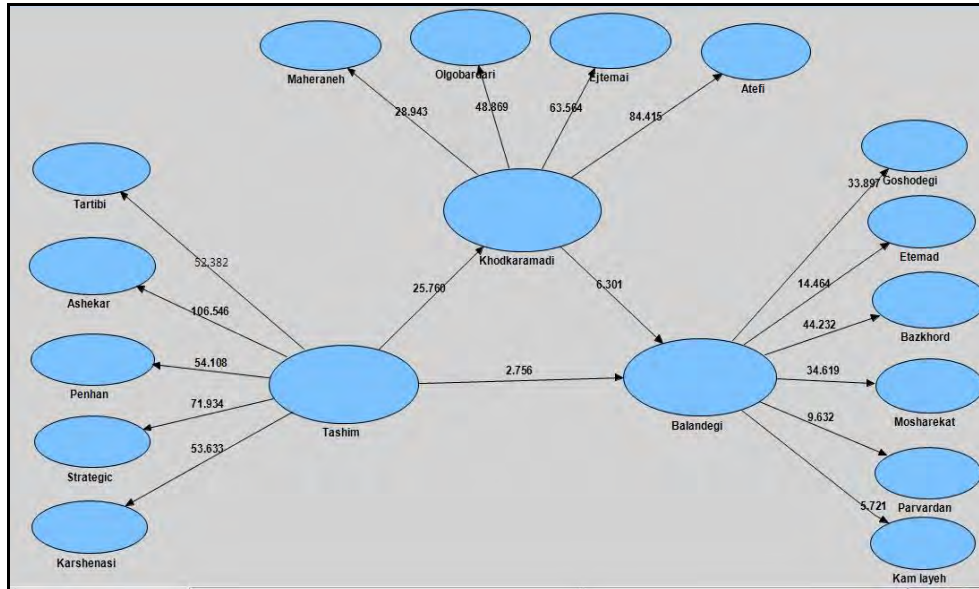 Maheraneh
Olgobardari
Ejtemai
Atefi
28.943
48.869
63.564
84.415
Goshodegi
33.897
Tartibi
Etemad
Khodkaramadi
14.464
52.382
Ashekar
25.760
6.301
Bazkhord
106.546
44.232
Penhan
54.108
2.756
34.619
Mosharekat
71.934
Tashim
Balandegi
9.632
Strategic
53.633
Parvardan
5.721
Karshenasi
Kam layeh